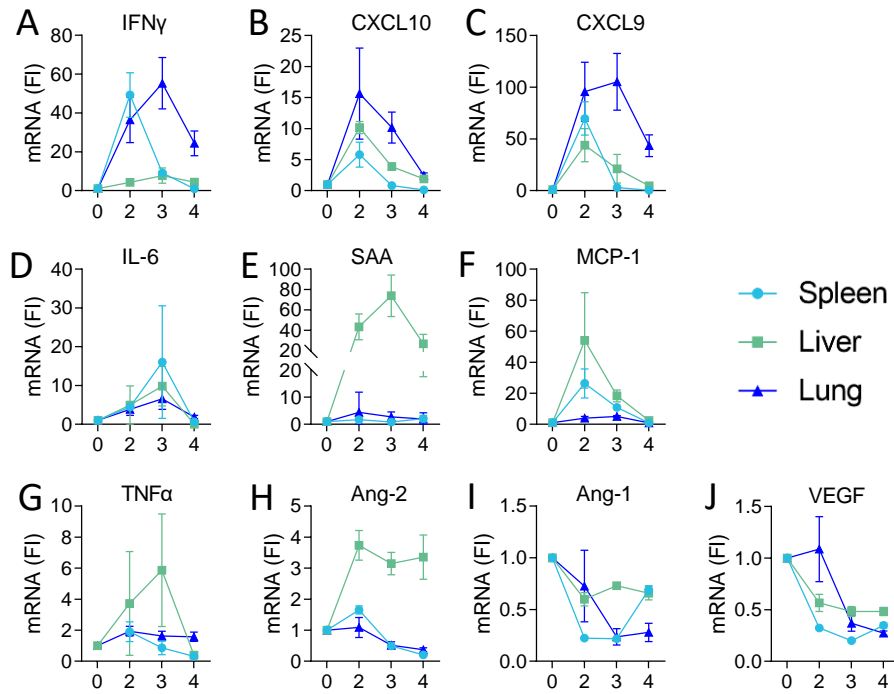 A IFNγ
mRNA (FI)
80
60
40
20
0
0 2 3 4
B CXCL10
mRNA (FI)
25
20
15
10
5
0
0 2 3 4
C CXCL9
mRNA (FI)
150
100
50
0
0 2 3 4
D IL-6
mRNA (FI)
40
30
20
10
0
0 2 3 4
E SAA
mRNA (FI)
100
80
60
40
20
20
10
0
0 2 3 4
F MCP-1
mRNA (FI)
100
80
60
40
20
0
0 2 3 4
Spleen
Liver
Lung
G TNFα
mRNA (FI)
10
8
6
4
2
0
0 2 3 4
H Ang-2
mRNA (FI)
5
4
3
2
1
0
0 2 3 4
I Ang-1
mRNA (FI)
1.5
1.0
0.5
0.0
0 2 3 4
J VEGF
mRNA (FI)
1.5
1.0
0.5
0.0
0 2 3 4